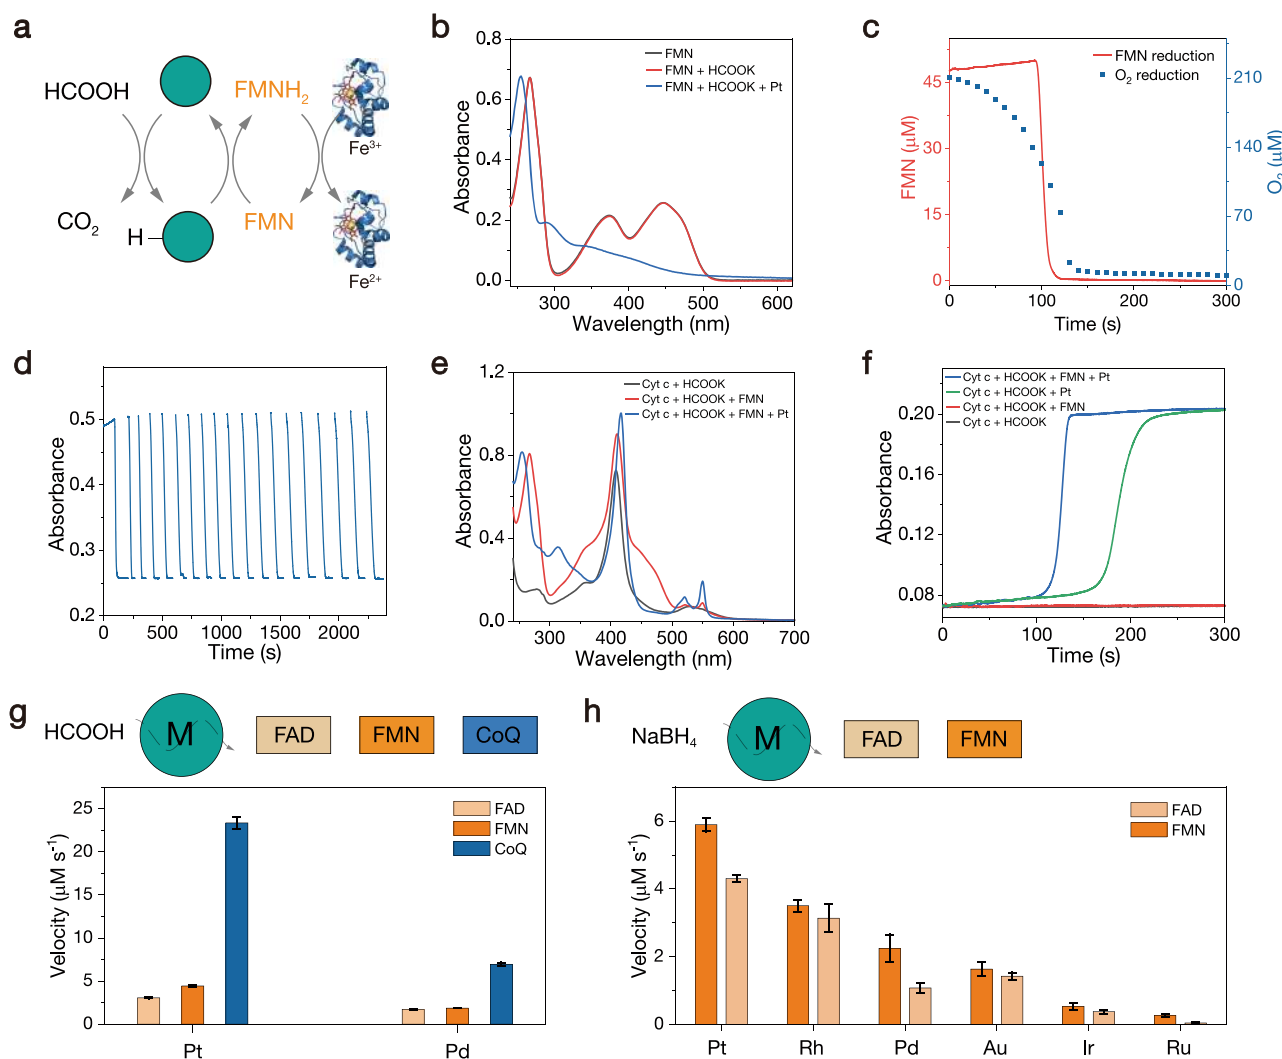 a
HCOOH
FMNH2
Fe3+
CO2
H
FMN
Fe2+
b
0.8
0.6
0.4
0.2
0.0
Absorbance
FMN
FMN + HCOOK
FMN + HCOOK + Pt
300
400
500
600
Wavelength (nm)
c
45
30
15
0
FMN (μM)
FMN reduction
O2 reduction
210
140
70
0
O2 (μM)
0
100
200
300
Time (s)
d
0.5
0.4
0.3
0.2
Absorbance
0
500
1000
1500
2000
Time (s)
e
1.2
0.8
0.4
0.0
Absorbance
Cyt c + HCOOK
Cyt c + HCOOK + FMN
Cyt c + HCOOK + FMN + Pt
300
400
500
600
700
Wavelength (nm)
f
Cyt c + HCOOK + FMN + Pt
Cyt c + HCOOK + Pt
Cyt c + HCOOK + FMN
Cyt c + HCOOK
0.20
0.16
0.12
0.08
Absorbance
0
100
200
300
Time (s)
g
HCOOH
M
FAD
FMN
CoQ
25
20
15
10
5
0
Velocity (μM s-1)
FAD
FMN
CoQ
Pt
Pd
h
NaBH4
M
FAD
FMN
6
4
2
0
Velocity (μM s-1)
FAD
FMN
Pt
Rh
Pd
Au
Ir
Ru